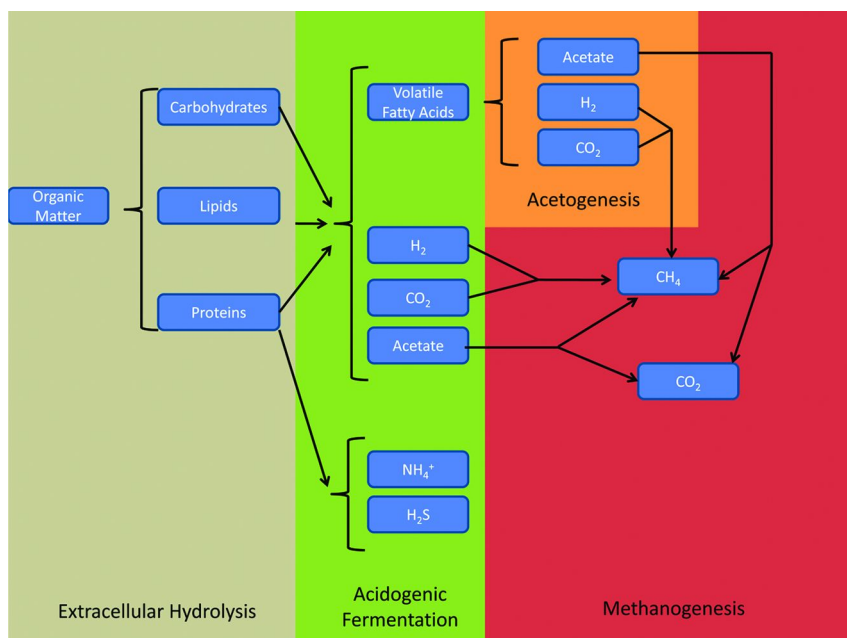 Organic
Matter
Carbohydrates
Lipids
Proteins
Extracellular Hydrolysis
Volatile
Fatty Acids
H₂
CO₂
Acetate
NH₄⁺
H₂S
Acidogenic
Fermentation
Acetate
H₂
CO₂
Acetogenesis
CH₄
CO₂
Methanogenesis